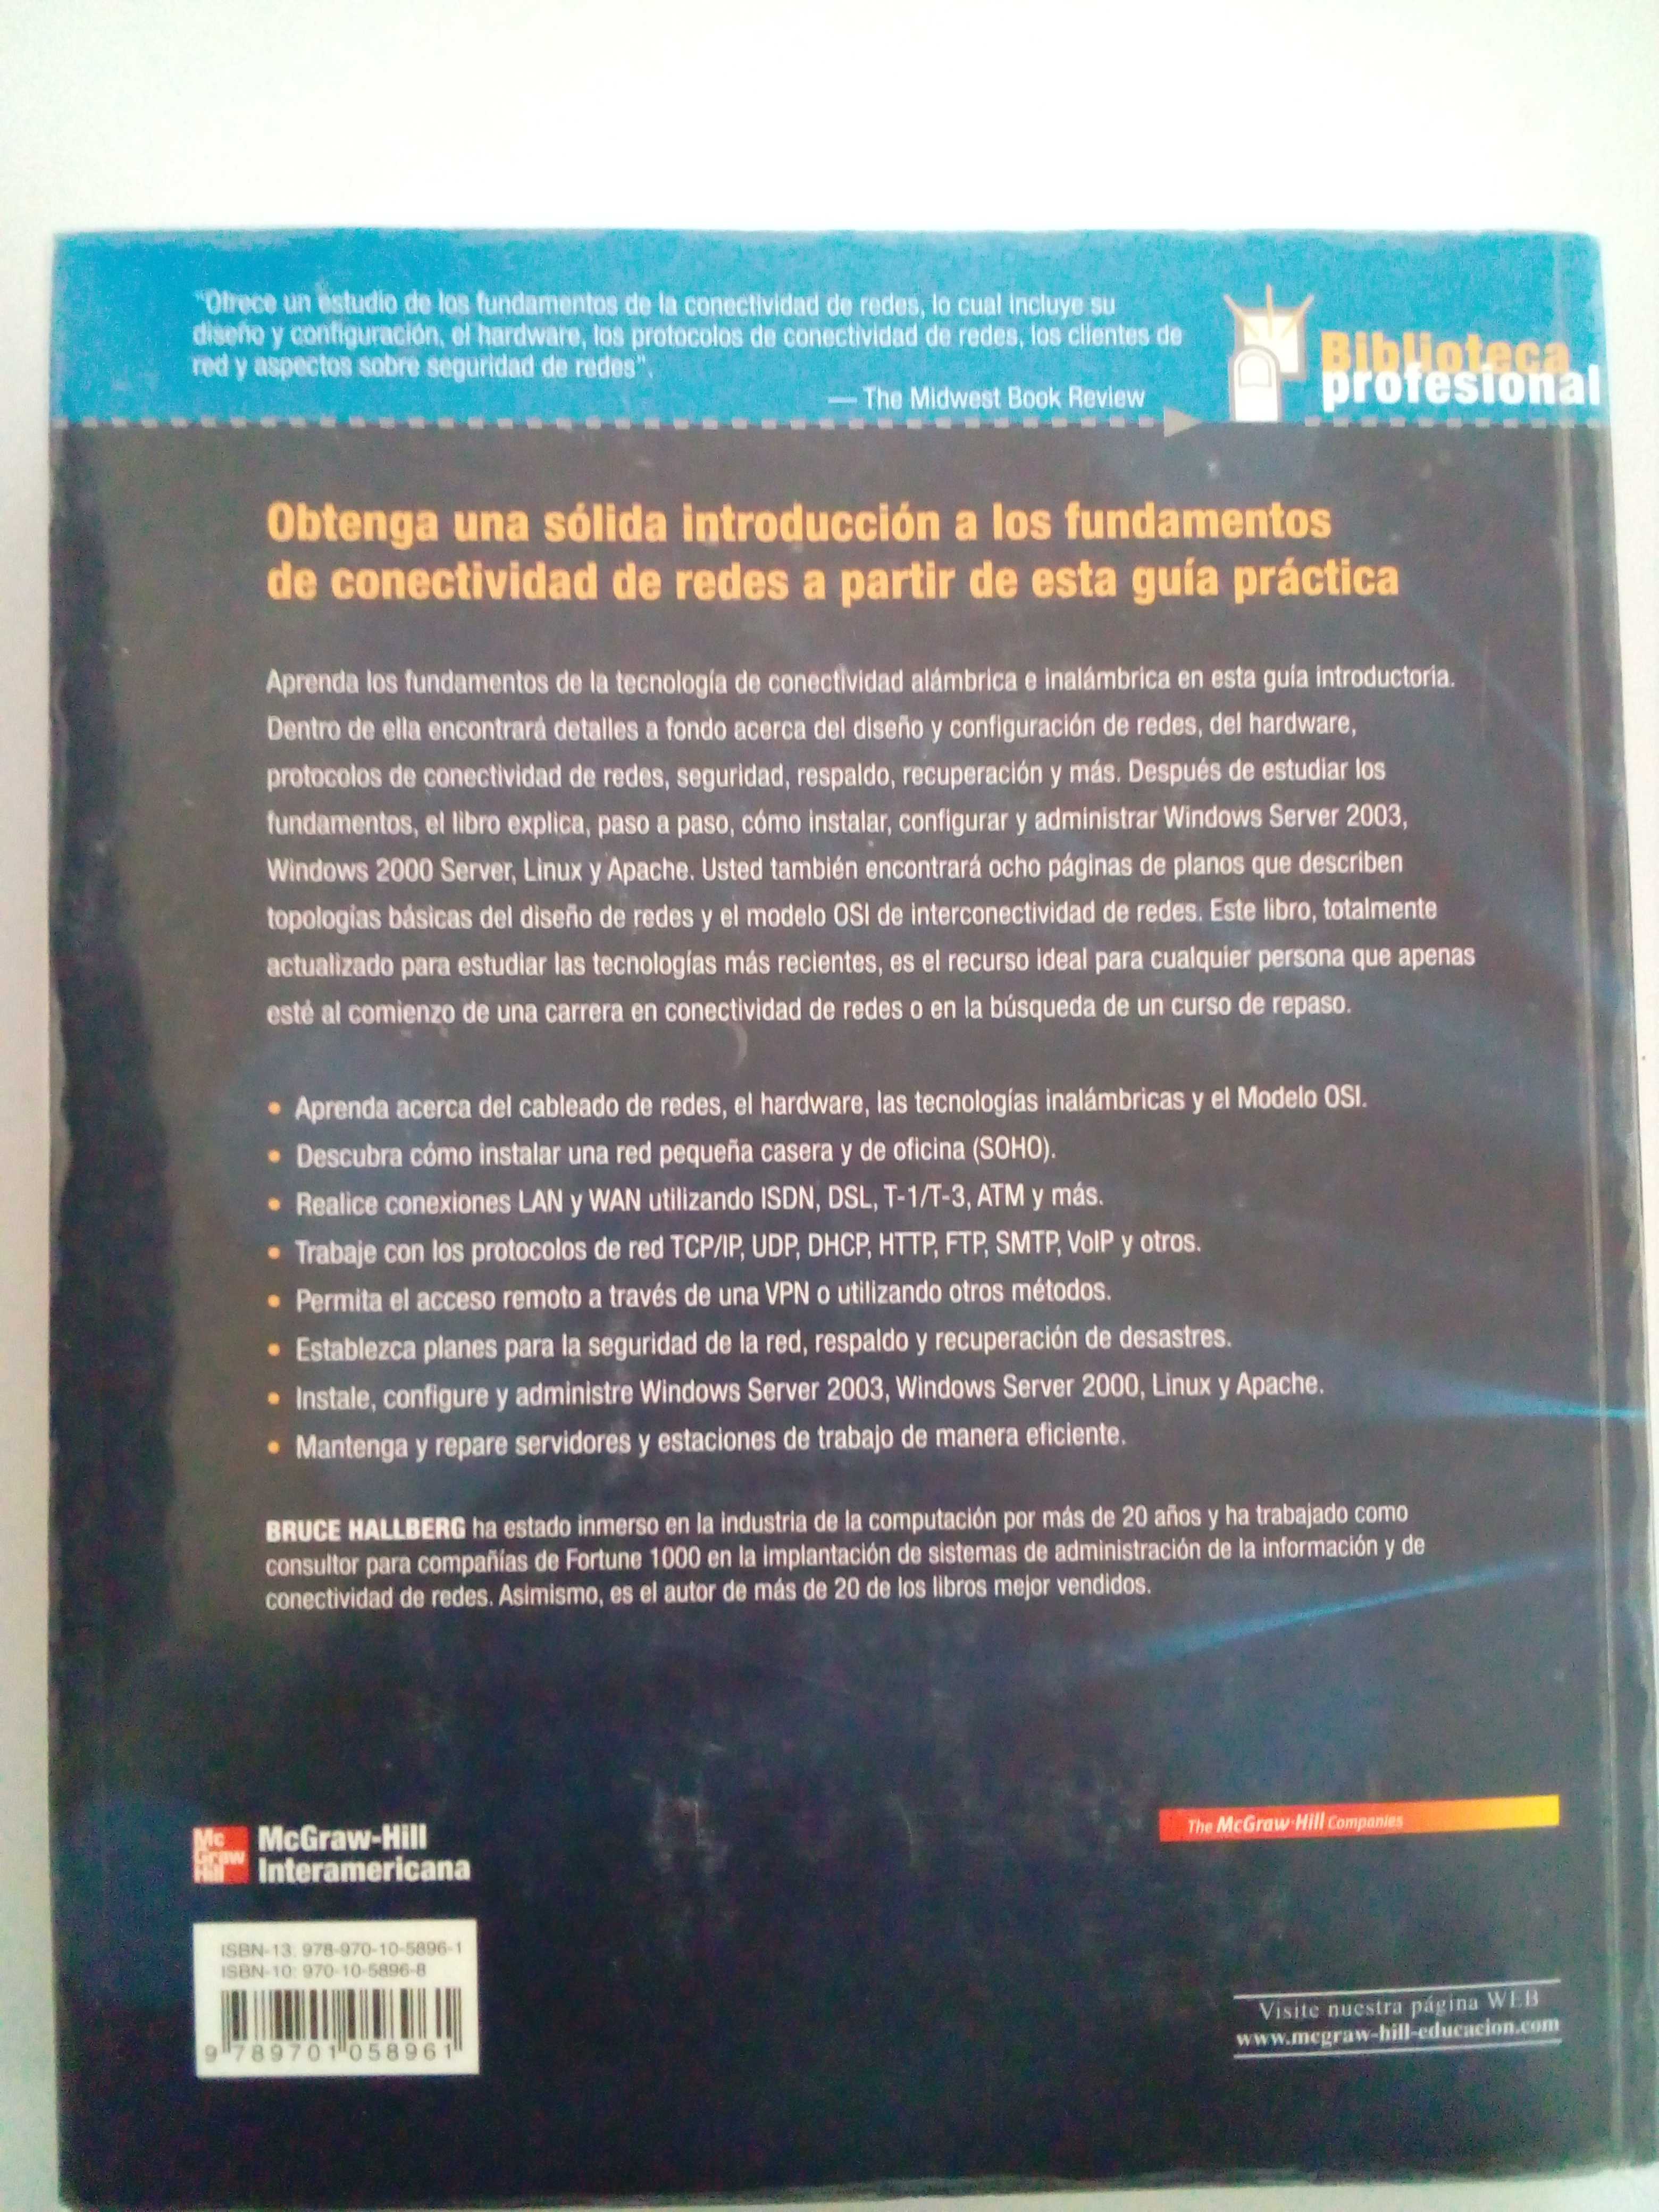 "Ofrece un estudio de los fundamentos de la conectividad de redes, lo cual incluye su
diseño y configuración, el hardware, los protocolos de conectividad de redes, los clientes de
red y aspectos sobre seguridad de redes".
— The Midwest Book Review
Biblioteca
profesional
Obtenga una sólida introducción a los fundamentos
de conectividad de redes a partir de esta guía práctica
Aprenda los fundamentos de la tecnología de conectividad alámbrica e inalámbrica en esta guía introductoria.
Dentro de ella encontrará detalles a fondo acerca del diseño y configuración de redes, del hardware,
protocolos de conectividad de redes, seguridad, respaldo, recuperación y más. Después de estudiar los
fundamentos, el libro explica, paso a paso, cómo instalar, configurar y administrar Windows Server 2003,
Windows 2000 Server, Linux y Apache. Usted también encontrará ocho páginas de planos que describen
topologías básicas del diseño de redes y el modelo OSI de interconectividad de redes. Este libro, totalmente
actualizado para estudiar las tecnologías más recientes, es el recurso ideal para cualquier persona que apenas
esté al comienzo de una carrera en conectividad de redes o en la búsqueda de un curso de repaso.
• Aprenda acerca del cableado de redes, el hardware, las tecnologías inalámbricas y el Modelo OSI.
• Descubra cómo instalar una red pequeña casera y de oficina (SOHO).
• Realice conexiones LAN y WAN utilizando ISDN, DSL, T-1/T-3, ATM y más.
• Trabaje con los protocolos de red TCP/IP, UDP, DHCP, HTTP, FTP, SMTP, VoIP y otros.
• Permita el acceso remoto a través de una VPN o utilizando otros métodos.
• Establezca planes para la seguridad de la red, respaldo y recuperación de desastres.
• Instale, configure y administre Windows Server 2003, Windows Server 2000, Linux y Apache.
• Mantenga y repare servidores y estaciones de trabajo de manera eficiente.
BRUCE HALLBERG ha estado inmerso en la industria de la computación por más de 20 años y ha trabajado como
consultor para compañías de Fortune 1000 en la implantación de sistemas de administración de la información y de
conectividad de redes. Asimismo, es el autor de más de 20 de los libros mejor vendidos.
The McGraw-Hill Companies
Mc
Graw
Hill
McGraw-Hill
Interamericana
ISBN-13: 978-970-10-5896-1
ISBN-10: 970-10-5896-8
9 789701 058961
Visite nuestra página WEB
www.mcgraw-hill-educacion.com